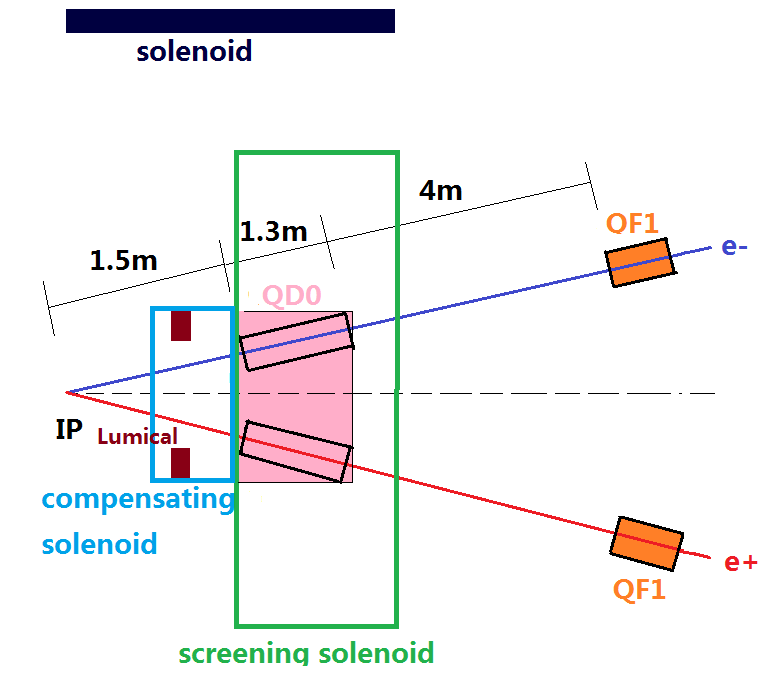 solenoid
4m
1.3m
QF1
e-
1.5m
QD0
IP
Lumical
compensating
solenoid
e+
QF1
screening solenoid